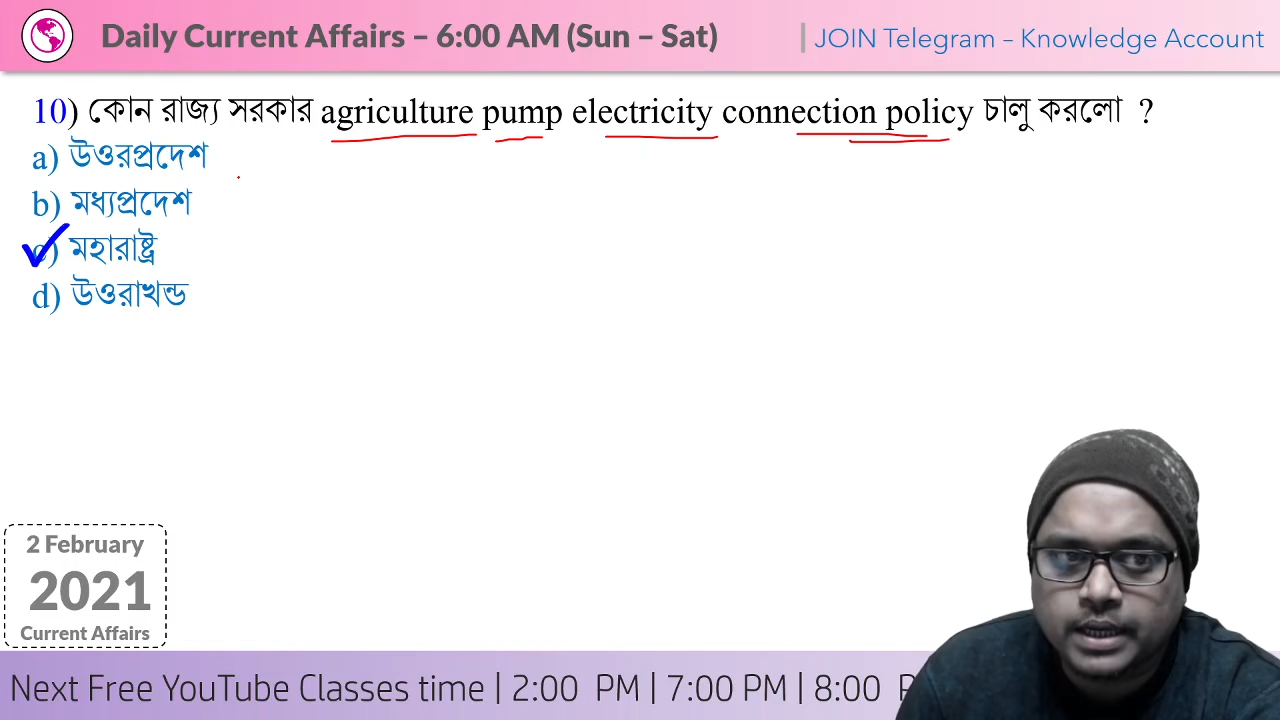 Daily Current Affairs – 6:00 AM (Sun – Sat)
| JOIN Telegram – Knowledge Account
10) কোন রাজ্য সরকার agriculture pump electricity connection policy চালু করলো ?
a) উওরপ্রদেশ
b) মধ্যপ্রদেশ
c) মহারাষ্ট্র
d) উওরাখন্ড
2 February
2021
Current Affairs
Next Free YouTube Classes time | 2:00 PM | 7:00 PM | 8:00